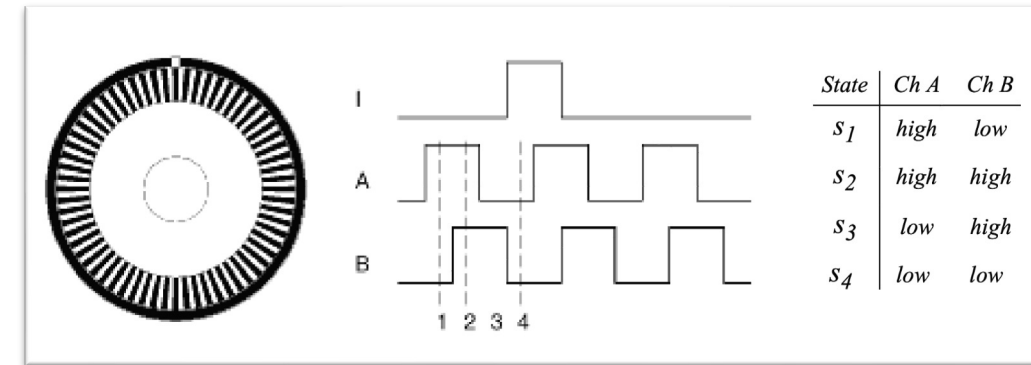 I
A
B
1 2 3 4
State Ch A Ch B
S1 high low
S2 high high
S3 low high
S4 low low